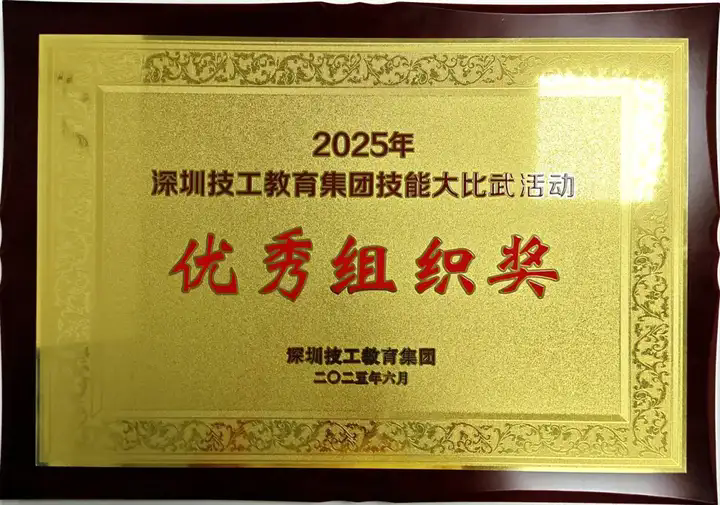 2025年
深圳技工教育集团技能大比武活动
优秀组织奖
深圳技工教育集团
二〇二五年六月